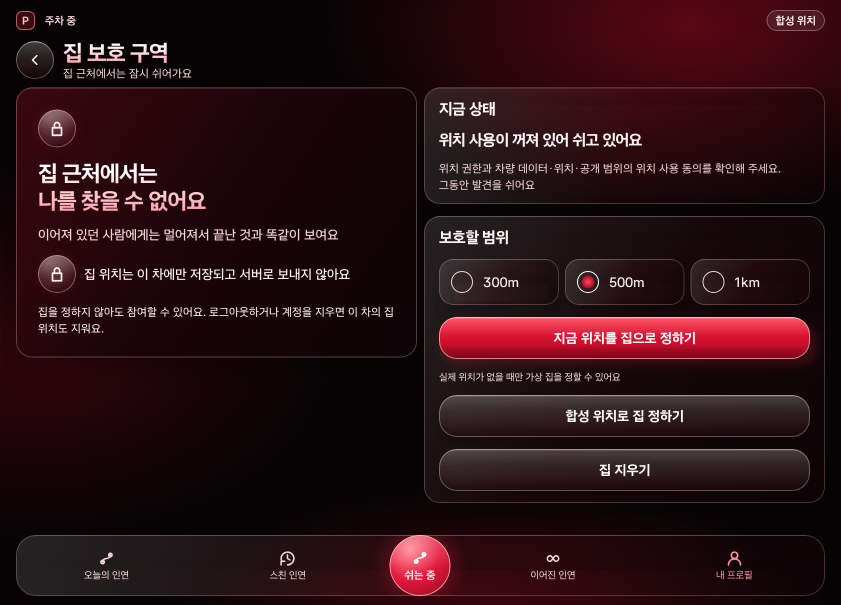 P 주차 중
합성 위치
집 보호 구역
집 근처에서는 잠시 쉬어가요
집 근처에서는
나를 찾을 수 없어요
이어져 있던 사람에게는 멀어져서 끝난 것과 똑같이 보여요
집 위치는 이 차에만 저장되고 서버로 보내지 않아요
집을 정하지 않아도 참여할 수 있어요. 로그아웃하거나 계정을 지우면 이 차의 집
위치도 지워요.
지금 상태
위치 사용이 꺼져 있어 쉬고 있어요
위치 권한과 차량 데이터·위치·공개 범위의 위치 사용 동의를 확인해 주세요.
그동안 발견을 쉬어요
보호할 범위
300m
500m
1km
지금 위치를 집으로 정하기
실제 위치가 없을 때만 가상 집을 정할 수 있어요
합성 위치로 집 정하기
집 지우기
오늘의 인연
스친 인연
쉬는 중
이어진 인연
내 프로필